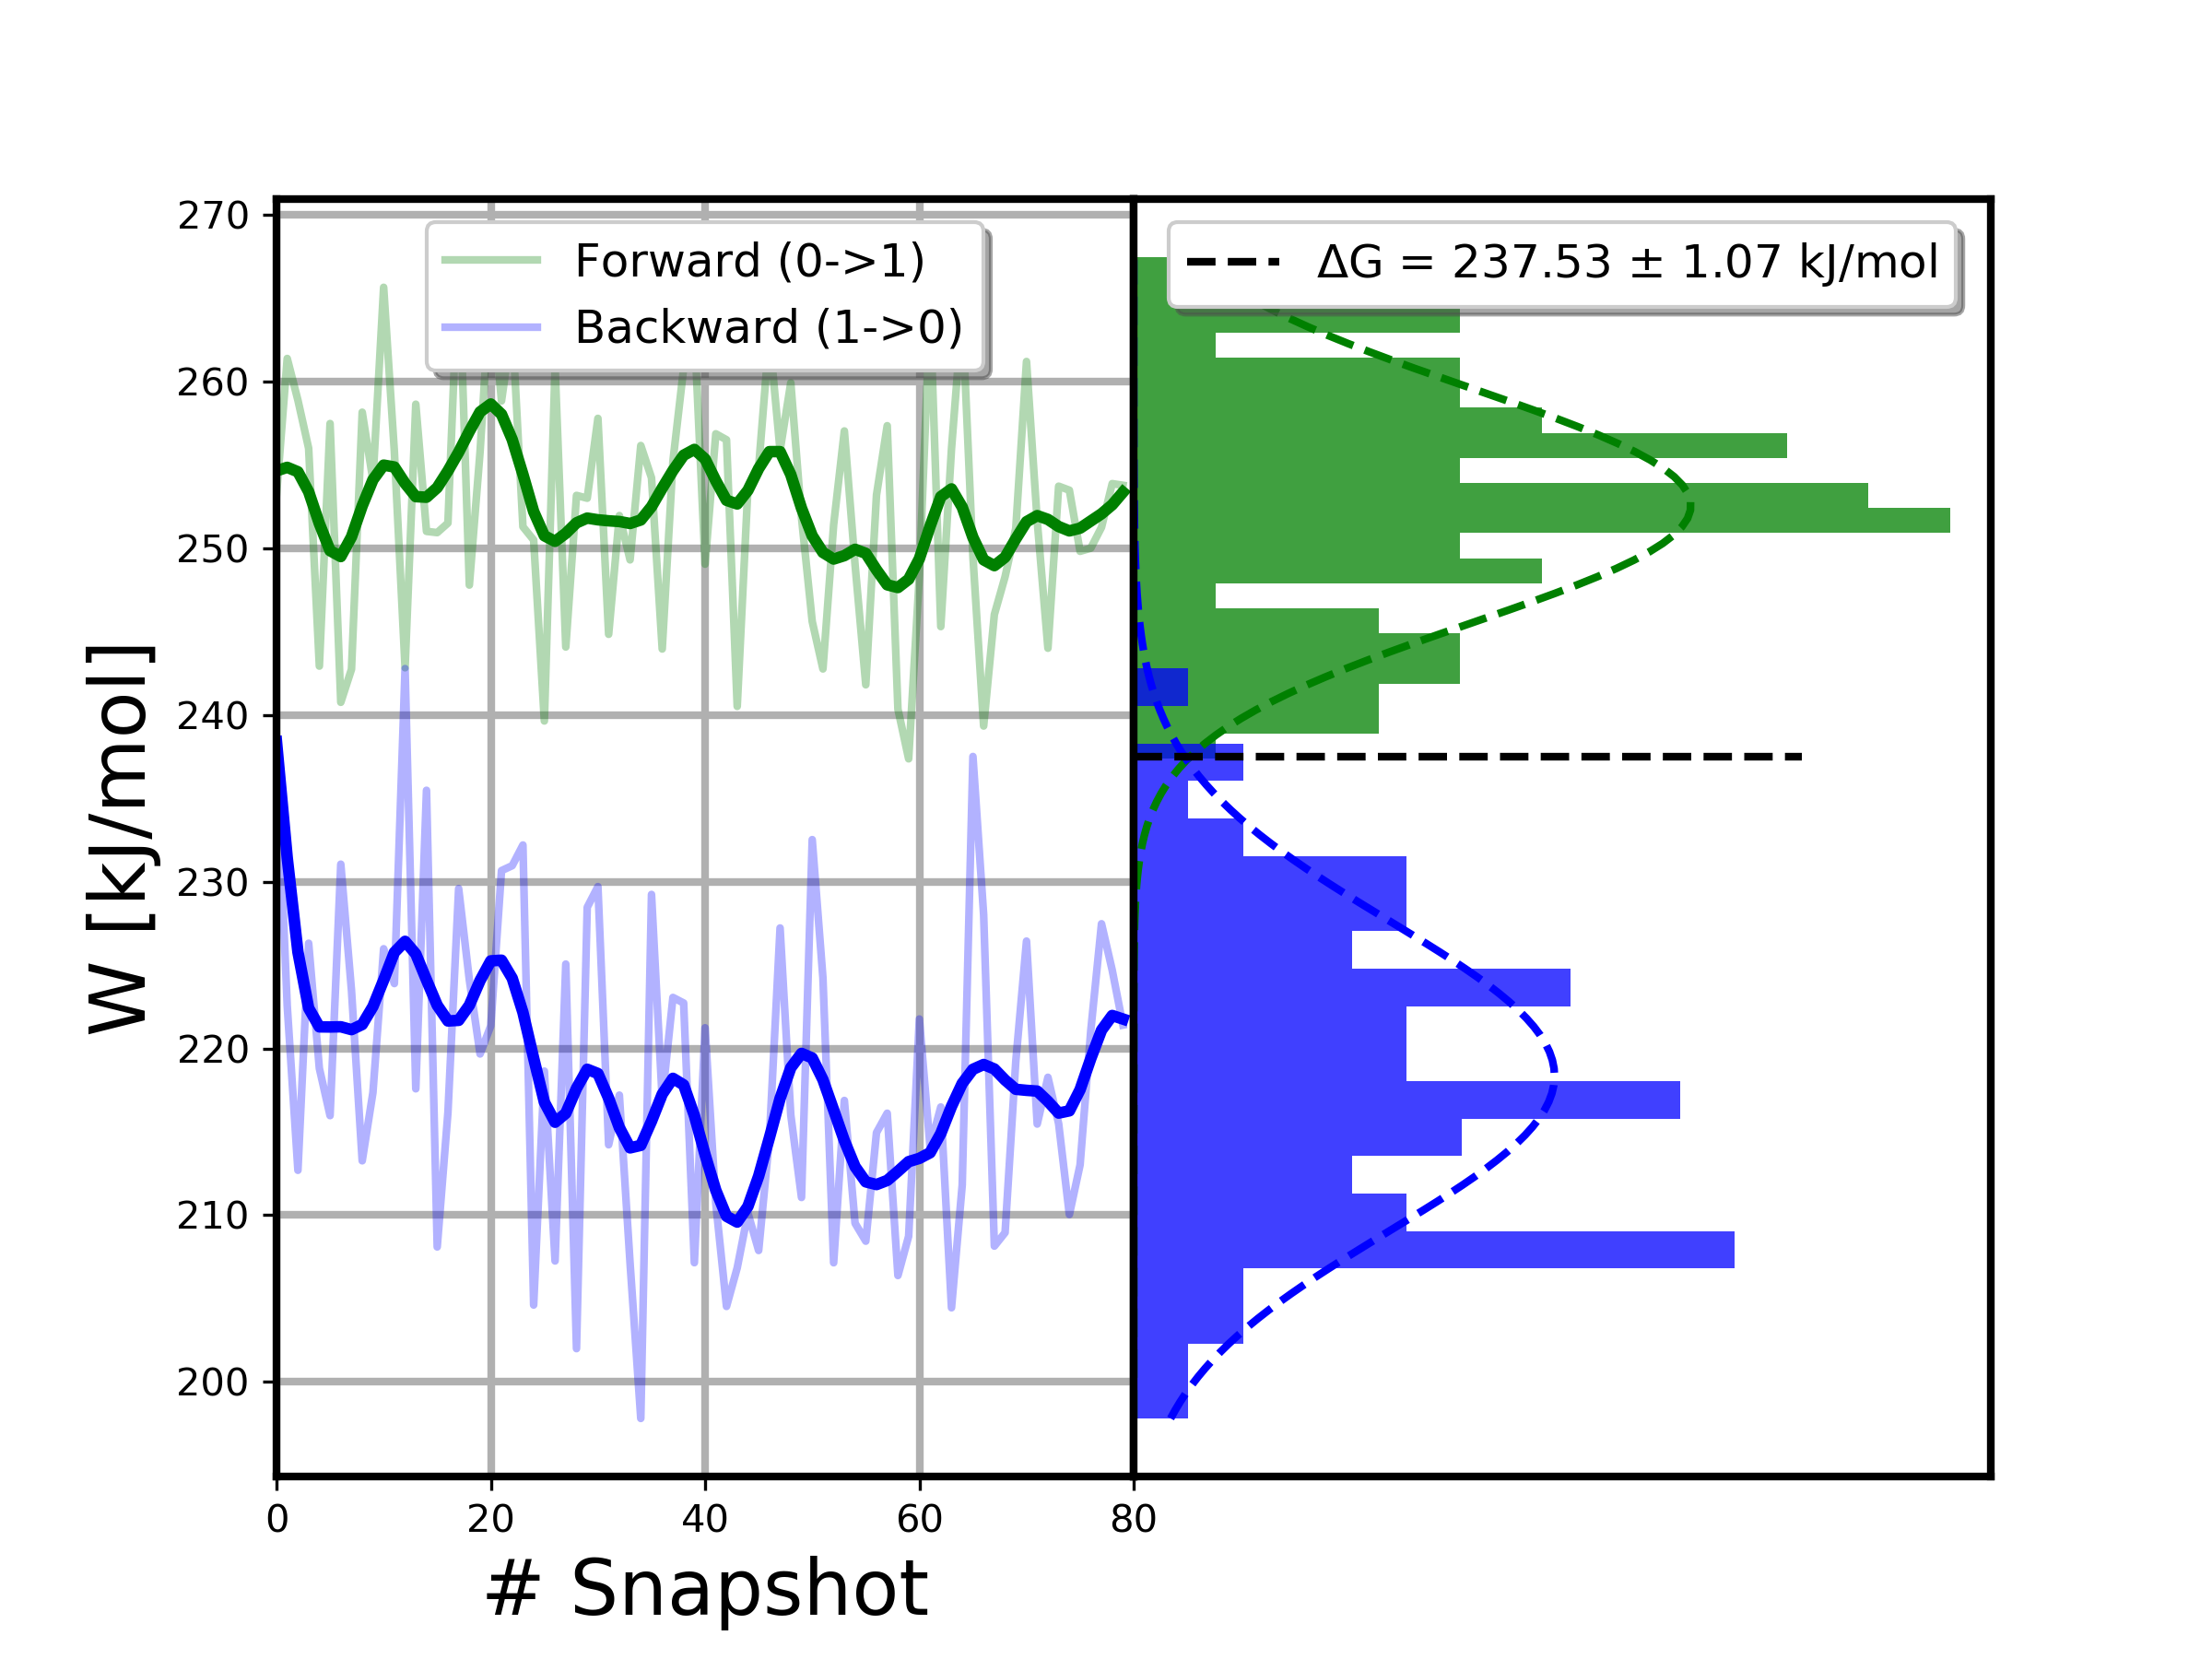 270
260
250
240
230
220
210
200
W [kJ/mol]
Forward (0->1)
Backward (1->0)
ΔG = 237.53 ± 1.07 kJ/mol
0 20 40 60 80
# Snapshot